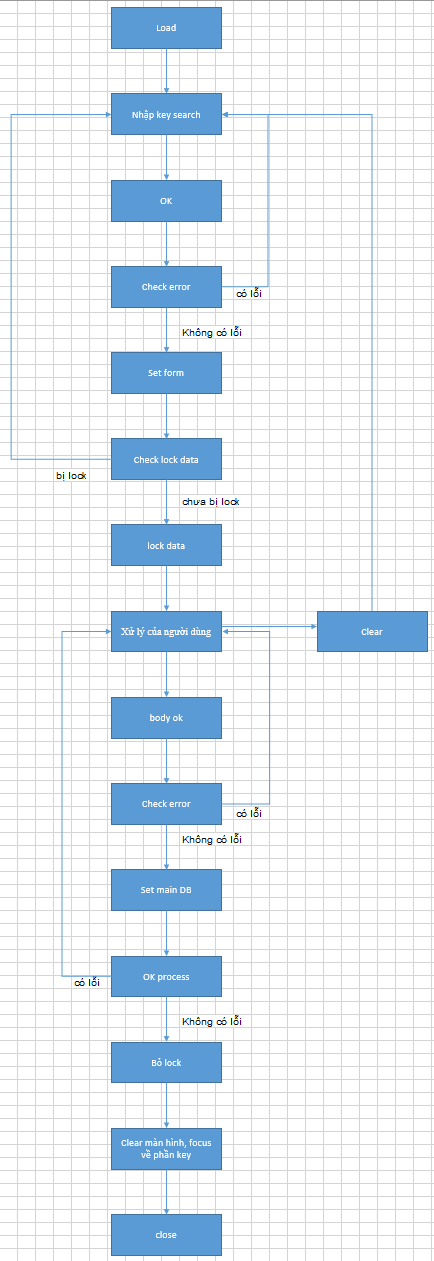 Load
Nhập key search
OK
Check error
có lỗi
Không có lỗi
Set form
Check lock data
bị lock
chưa bị lock
lock data
Xử lý của người dùng
Clear
body ok
Check error
có lỗi
Không có lỗi
Set main DB
OK process
có lỗi
Không có lỗi
Bỏ lock
Clear màn hình, focus
về phần key
close